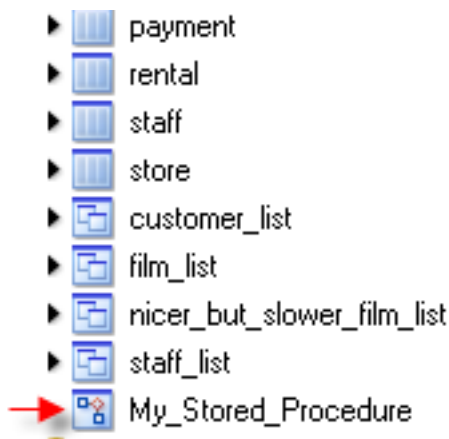 payment
rental
staff
store
customer_list
film_list
nicer_but_slower_film_list
staff_list
My_Stored_Procedure